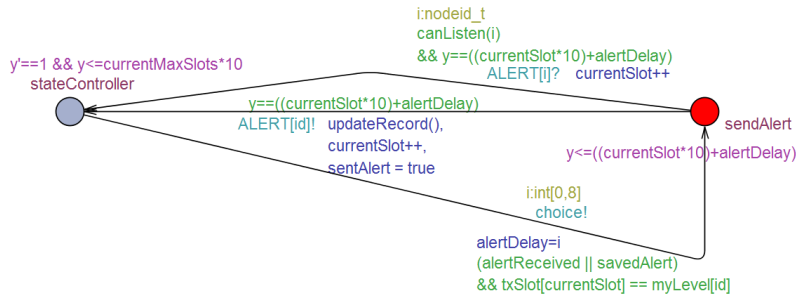 i:nodeid_t
canListen(i)
&& y==((currentSlot*10)+alertDelay)
ALERT[i]? currentSlot++
y'==1 && y<=currentMaxSlots*10
stateController
y==((currentSlot*10)+alertDelay)
ALERT[id]! updateRecord(),
currentSlot++,
sentAlert = true
sendAlert
y<=((currentSlot*10)+alertDelay)
i:int[0,8]
choice!
alertDelay=i
(alertReceived || savedAlert)
&& txSlot[currentSlot] == myLevel[id]